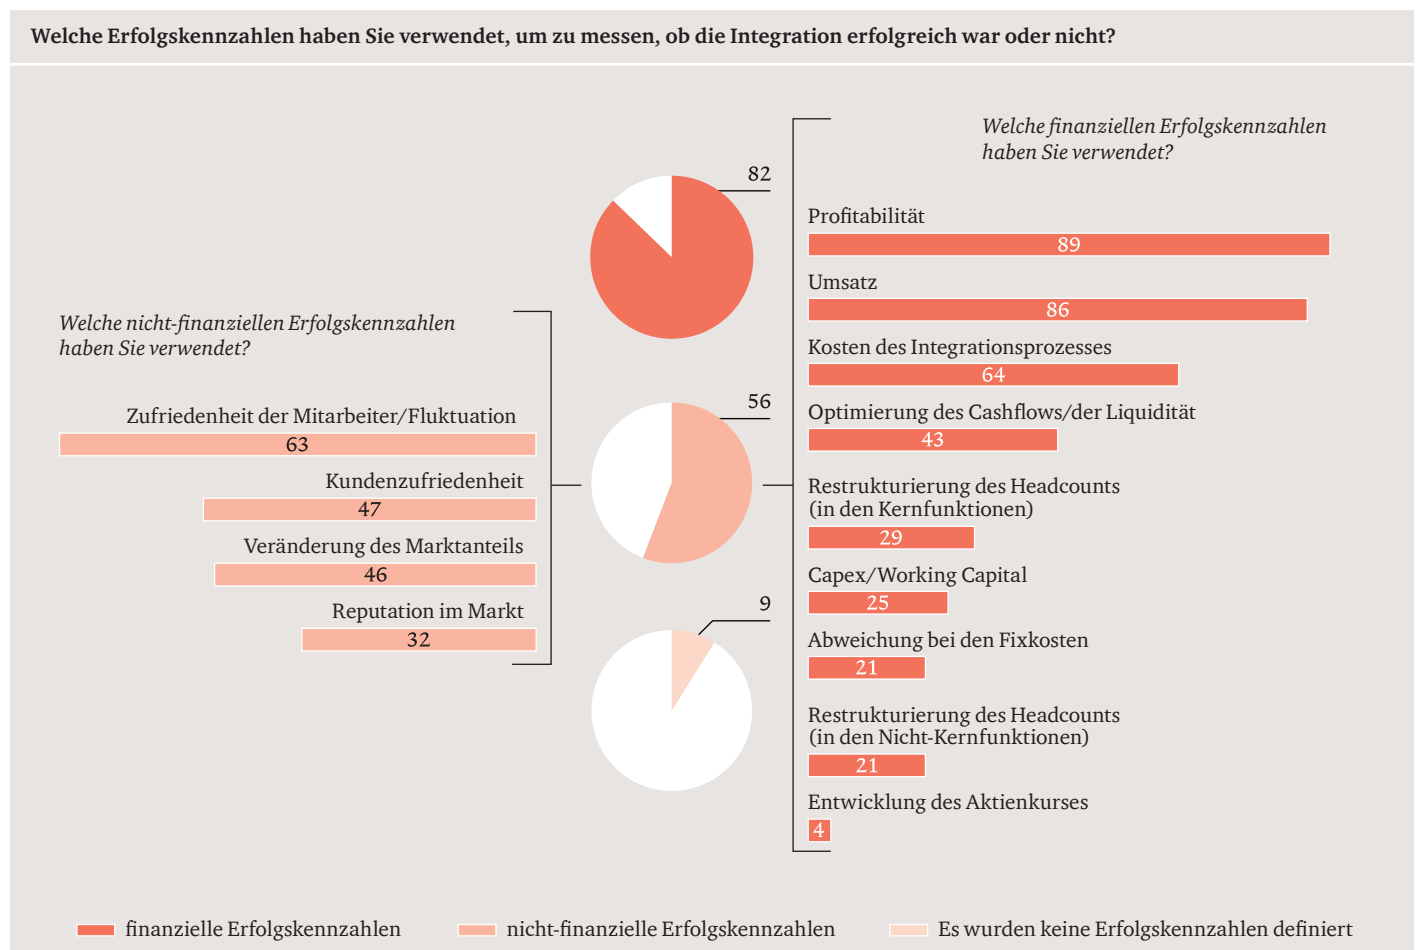 Welche Erfolgskennzahlen haben Sie verwendet, um zu messen, ob die Integration erfolgreich war oder nicht?
Welche nicht-finanziellen Erfolgskennzahlen
haben Sie verwendet?
Zufriedenheit der Mitarbeiter/Fluktuation
63
Kundenzufriedenheit
47
Veränderung des Marktanteils
46
Reputation im Markt
32
82
56
9
Welche finanziellen Erfolgskennzahlen
haben Sie verwendet?
Profitabilität
89
Umsatz
86
Kosten des Integrationsprozesses
64
Optimierung des Cashflows/der Liquidität
43
Restrukturierung des Headcounts
(in den Kernfunktionen)
29
Capex/Working Capital
25
Abweichung bei den Fixkosten
21
Restrukturierung des Headcounts
(in den Nicht-Kernfunktionen)
21
Entwicklung des Aktienkurses
4
finanzielle Erfolgskennzahlen
nicht-finanzielle Erfolgskennzahlen
Es wurden keine Erfolgskennzahlen definiert